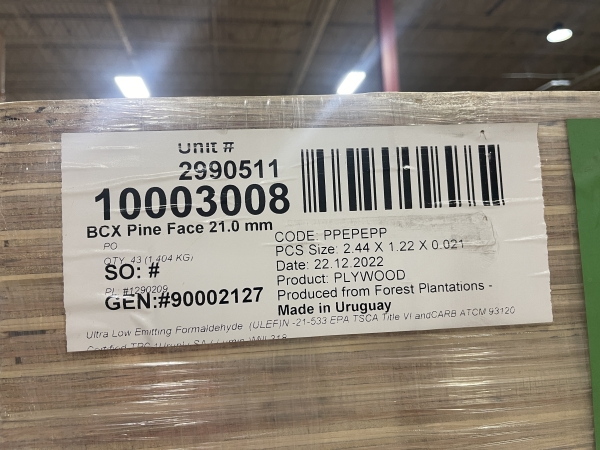 Unit #
2990511
10003008
BCX Pine Face 21.0 mm
PO
QTY. 43 (1,404 KG)
SO: #
PL. #1290209
GEN:#90002127
CODE. PPEPEPP
PCS Size: 2.44 X 1.22 X 0.021
Date: 22.12.2022
Product: PLYWOOD
Produced from Forest Plantations -
Made in Uruguay
Ultra Low Emitting Formaldehyde (ULEF)N -21-533 EPA TSCA Title VI andCARB ATCM 93120
Certified TPC